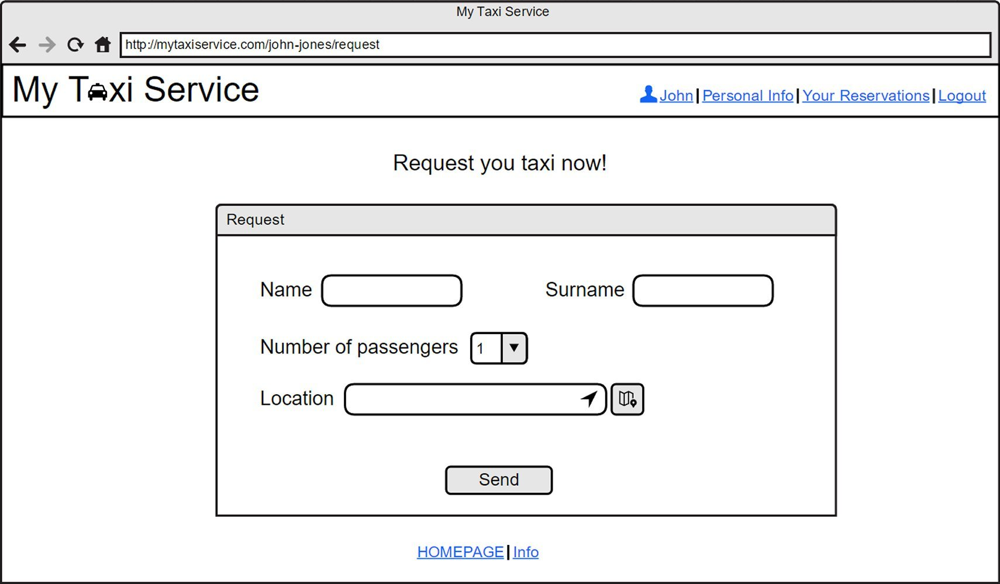 My Taxi Service
http://mytaxiservice.com/john-jones/request
My Taxi Service
John | Personal Info | Your Reservations | Logout
Request you taxi now!
Request
Name Surname
Number of passengers 1
Location
Send
HOMEPAGE | Info